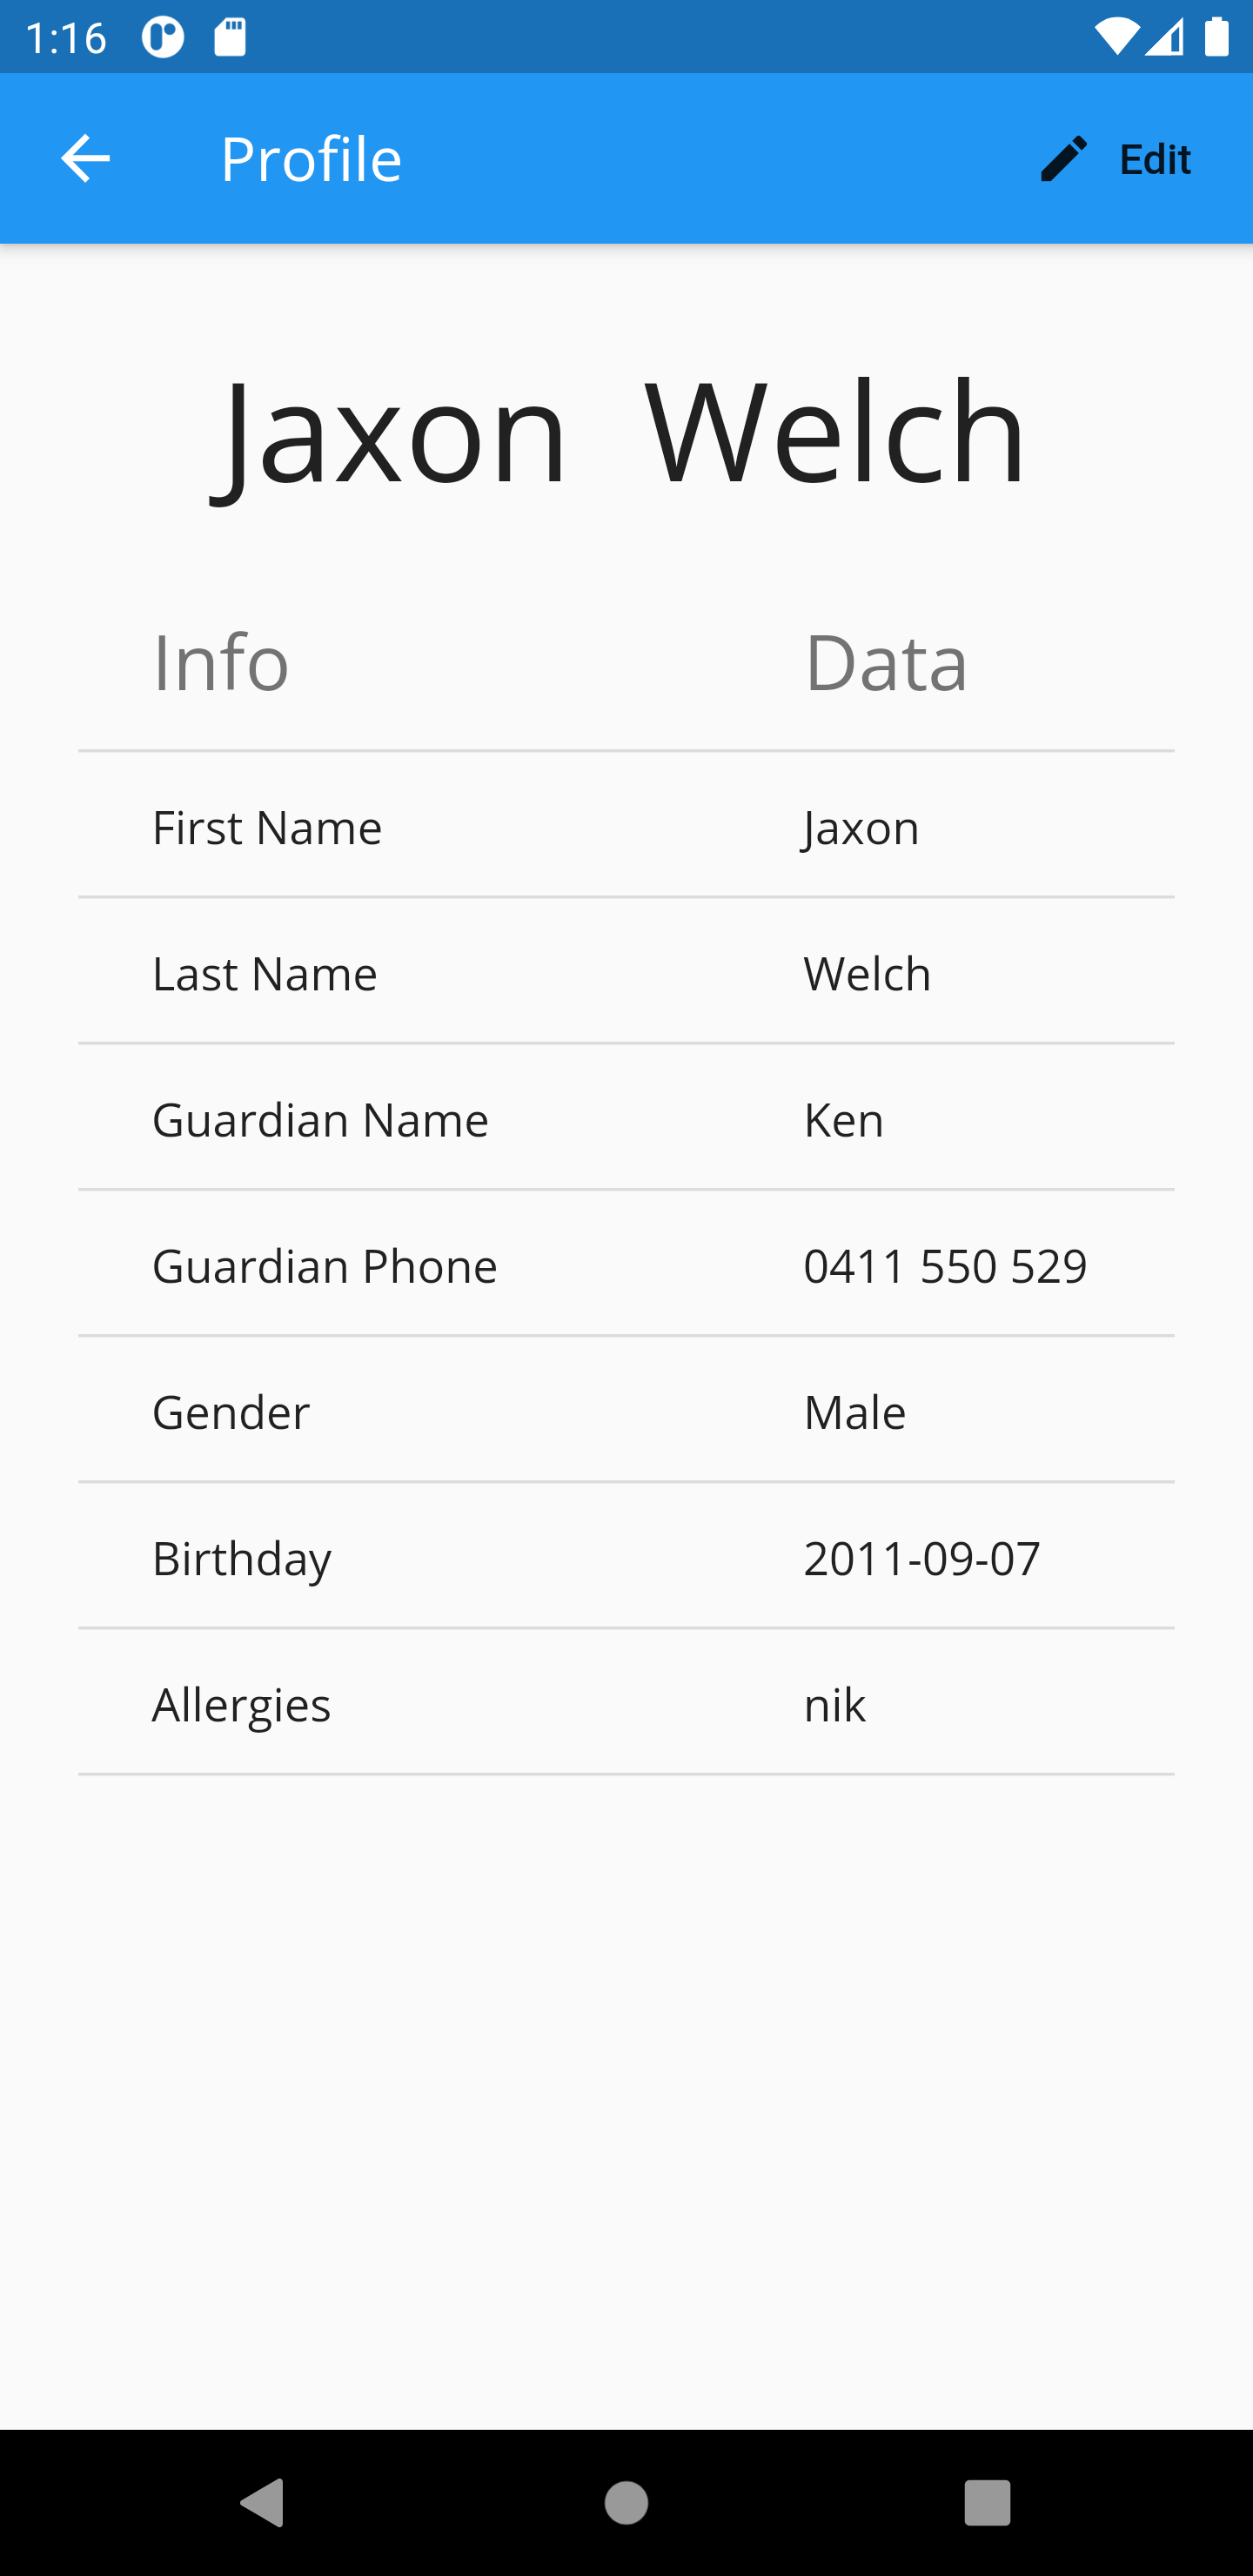 1:16
Profile
Edit
Jaxon Welch
Info Data
First Name Jaxon
Last Name Welch
Guardian Name Ken
Guardian Phone 0411 550 529
Gender Male
Birthday 2011-09-07
Allergies nik